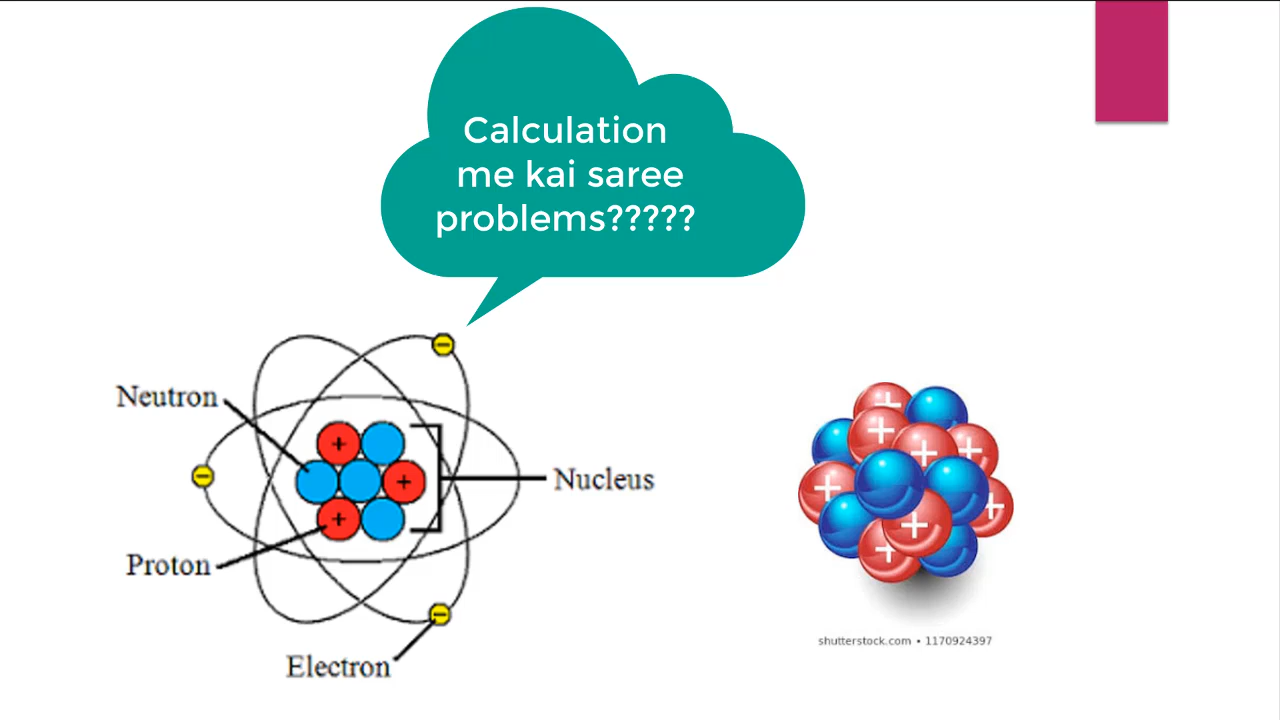 Calculation
me kai saree
problems?????
Neutron
+
+
+
Nucleus
Proton
Electron
+
+
+
+
+
+
+
+
shutterstock.com • 1170924397